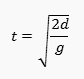 t = √(2d/g)